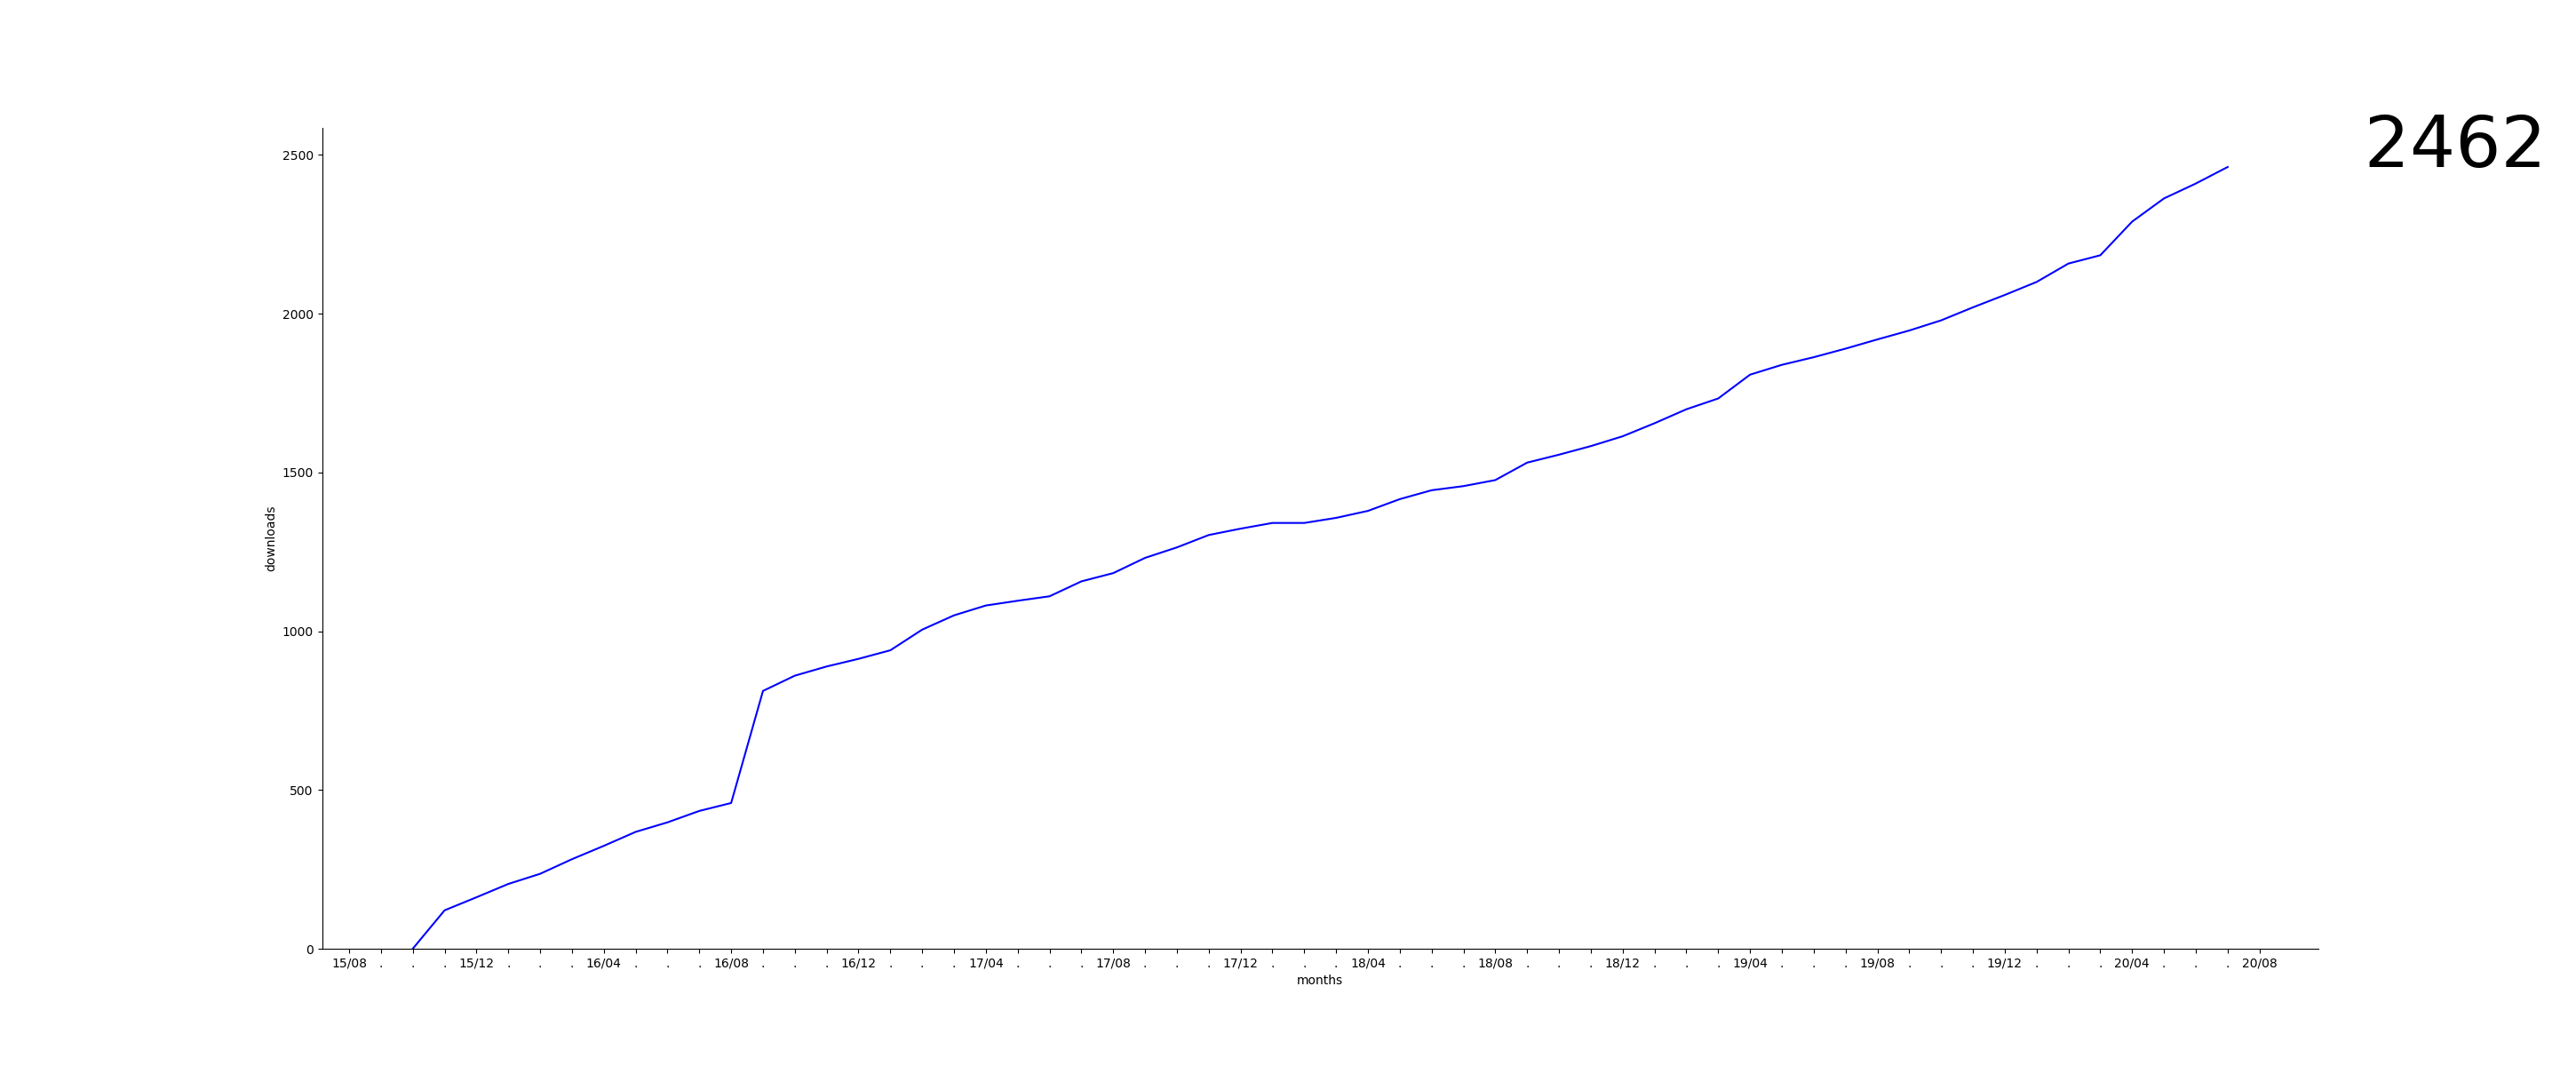 2462
2500
2000
1500
1000
500
0
downloads
15/08 . . . 15/12 . . . 16/04 . . . 16/08 . . . 16/12 . . . 17/04 . . . 17/08 . . . 17/12 . . . 18/04 . . . 18/08 . . . 18/12 . . . 19/04 . . . 19/08 . . . 19/12 . . . 20/04 . . . 20/08
months